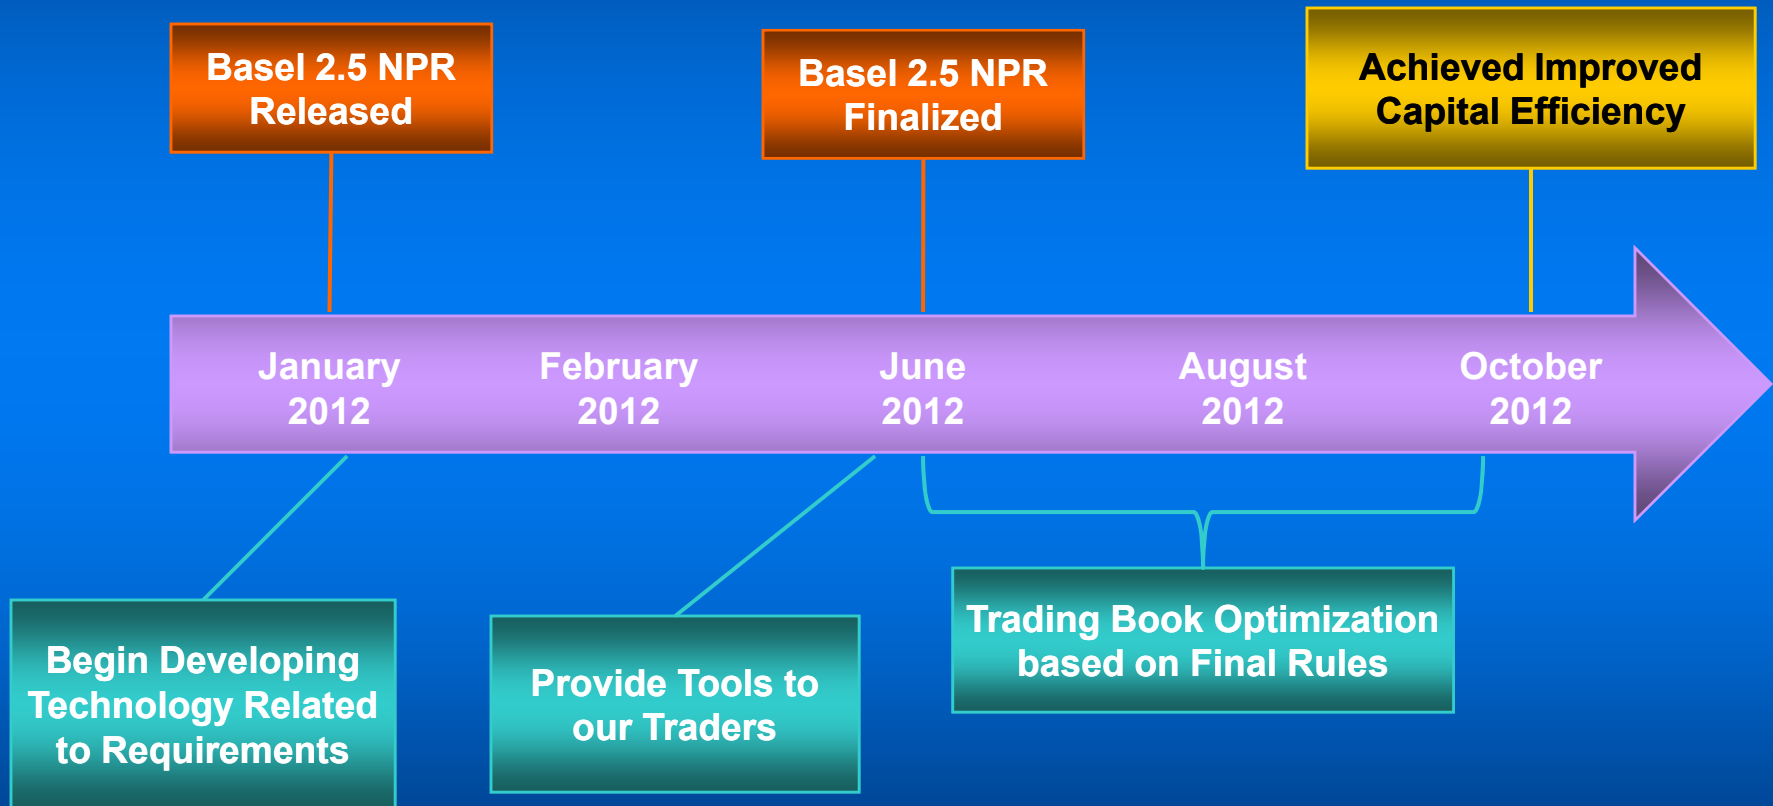 Basel 2.5 NPR
Released
Basel 2.5 NPR
Finalized
Achieved Improved
Capital Efficiency
January
2012
February
2012
June
2012
August
2012
October
2012
Begin Developing
Technology Related
to Requirements
Provide Tools to
our Traders
Trading Book Optimization
based on Final Rules